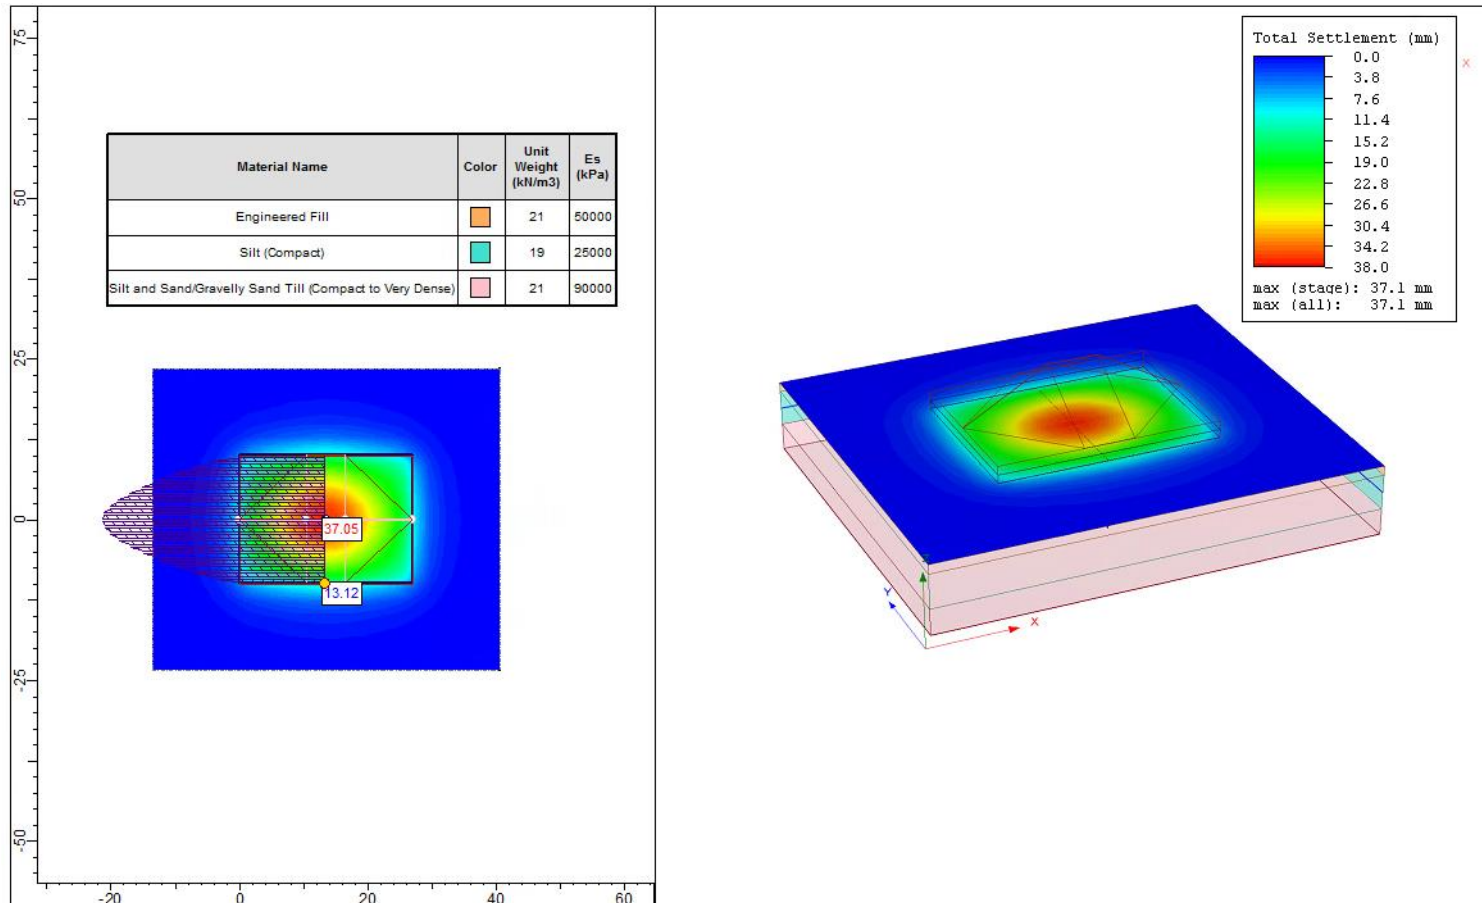 75
50
25
0
-25
-50
-20
0
20
40
60
Material Name Color Unit Weight (kN/m3) Es (kPa)
Engineered Fill 21 50000
Silt (Compact) 19 25000
Silt and Sand/Gravelly Sand Till (Compact to Very Dense) 21 90000
37.05
13.12
Total Settlement (mm)
0.0
3.8
7.6
11.4
15.2
19.0
22.8
26.6
30.4
34.2
38.0
max (stage): 37.1 mm
max (all): 37.1 mm
X
Z
Y
X